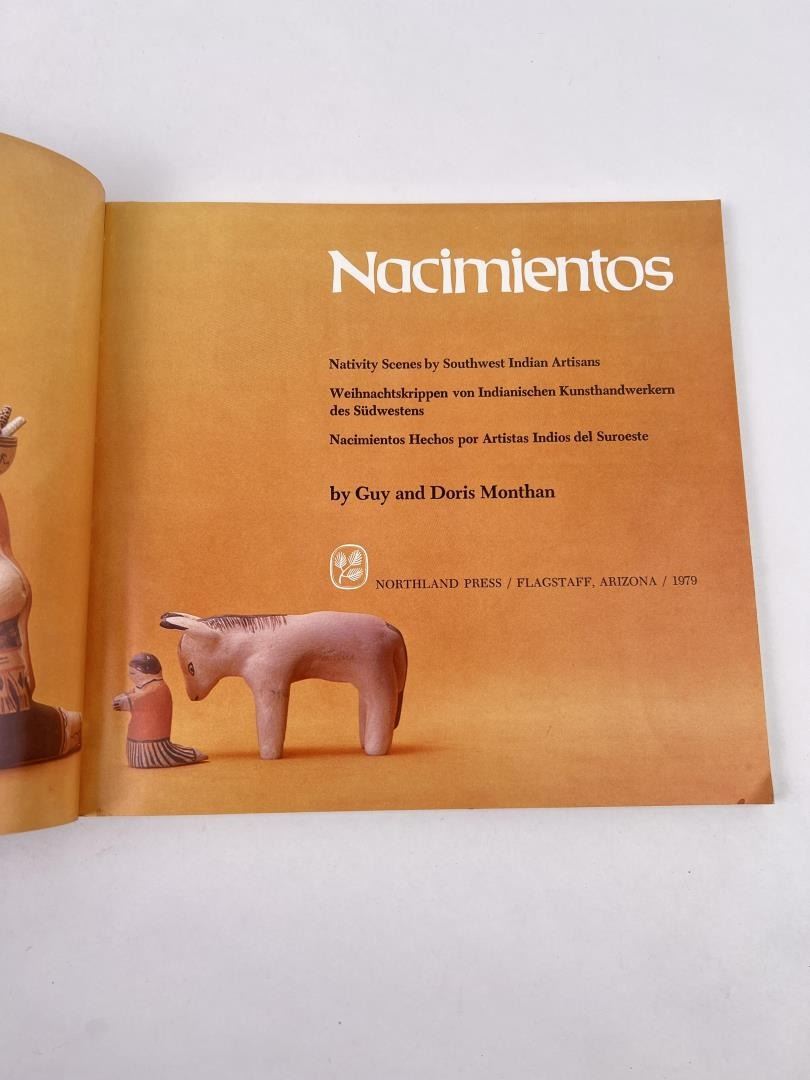 Nacimientos
Nativity Scenes by Southwest Indian Artisans
Weihnachtskrippen von Indianischen Kunsthandwerkern
des Südwestens
Nacimientos Hechos por Artistas Indios del Suroeste
by Guy and Doris Monthan
NORTHLAND PRESS / FLAGSTAFF, ARIZONA / 1979